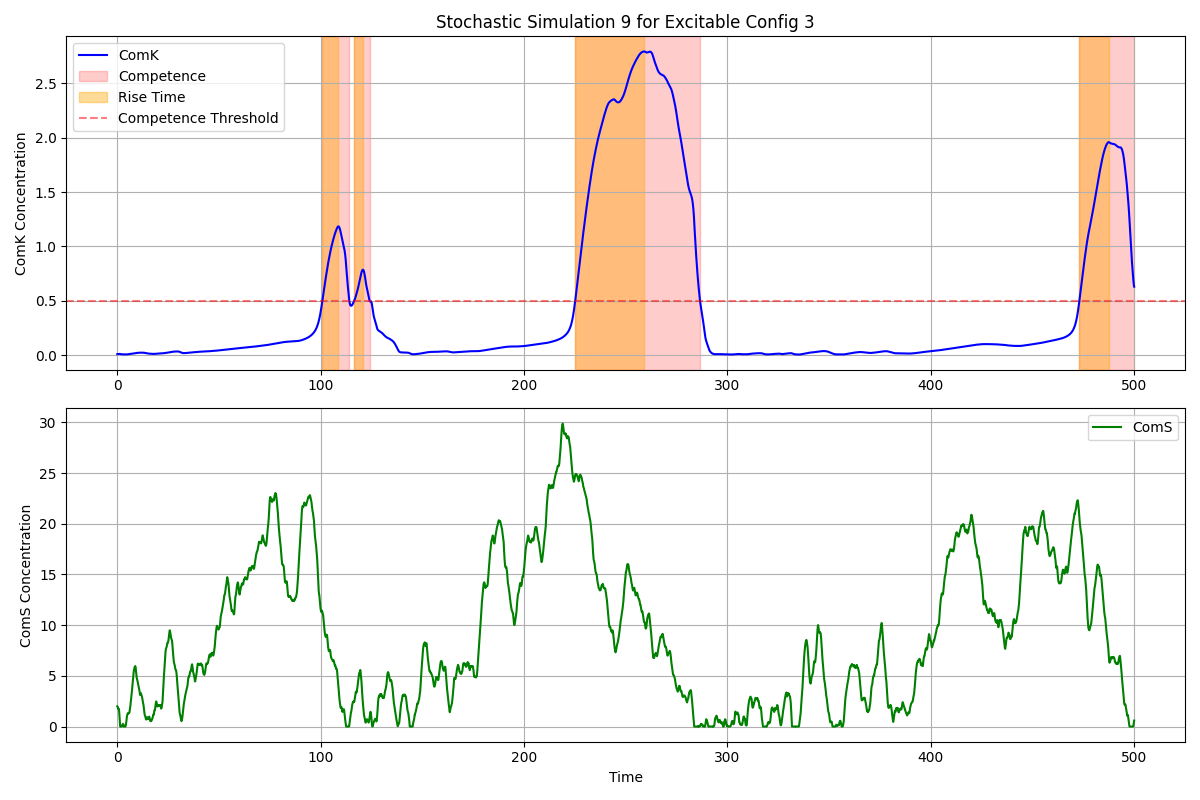 Stochastic Simulation 9 for Excitable Config 3
ComK
Competence
Rise Time
Competence Threshold
ComK Concentration
2.5
2.0
1.5
1.0
0.5
0.0
0 100 200 300 400 500
ComS
ComS Concentration
30
25
20
15
10
5
0
0 100 200 300 400 500
Time